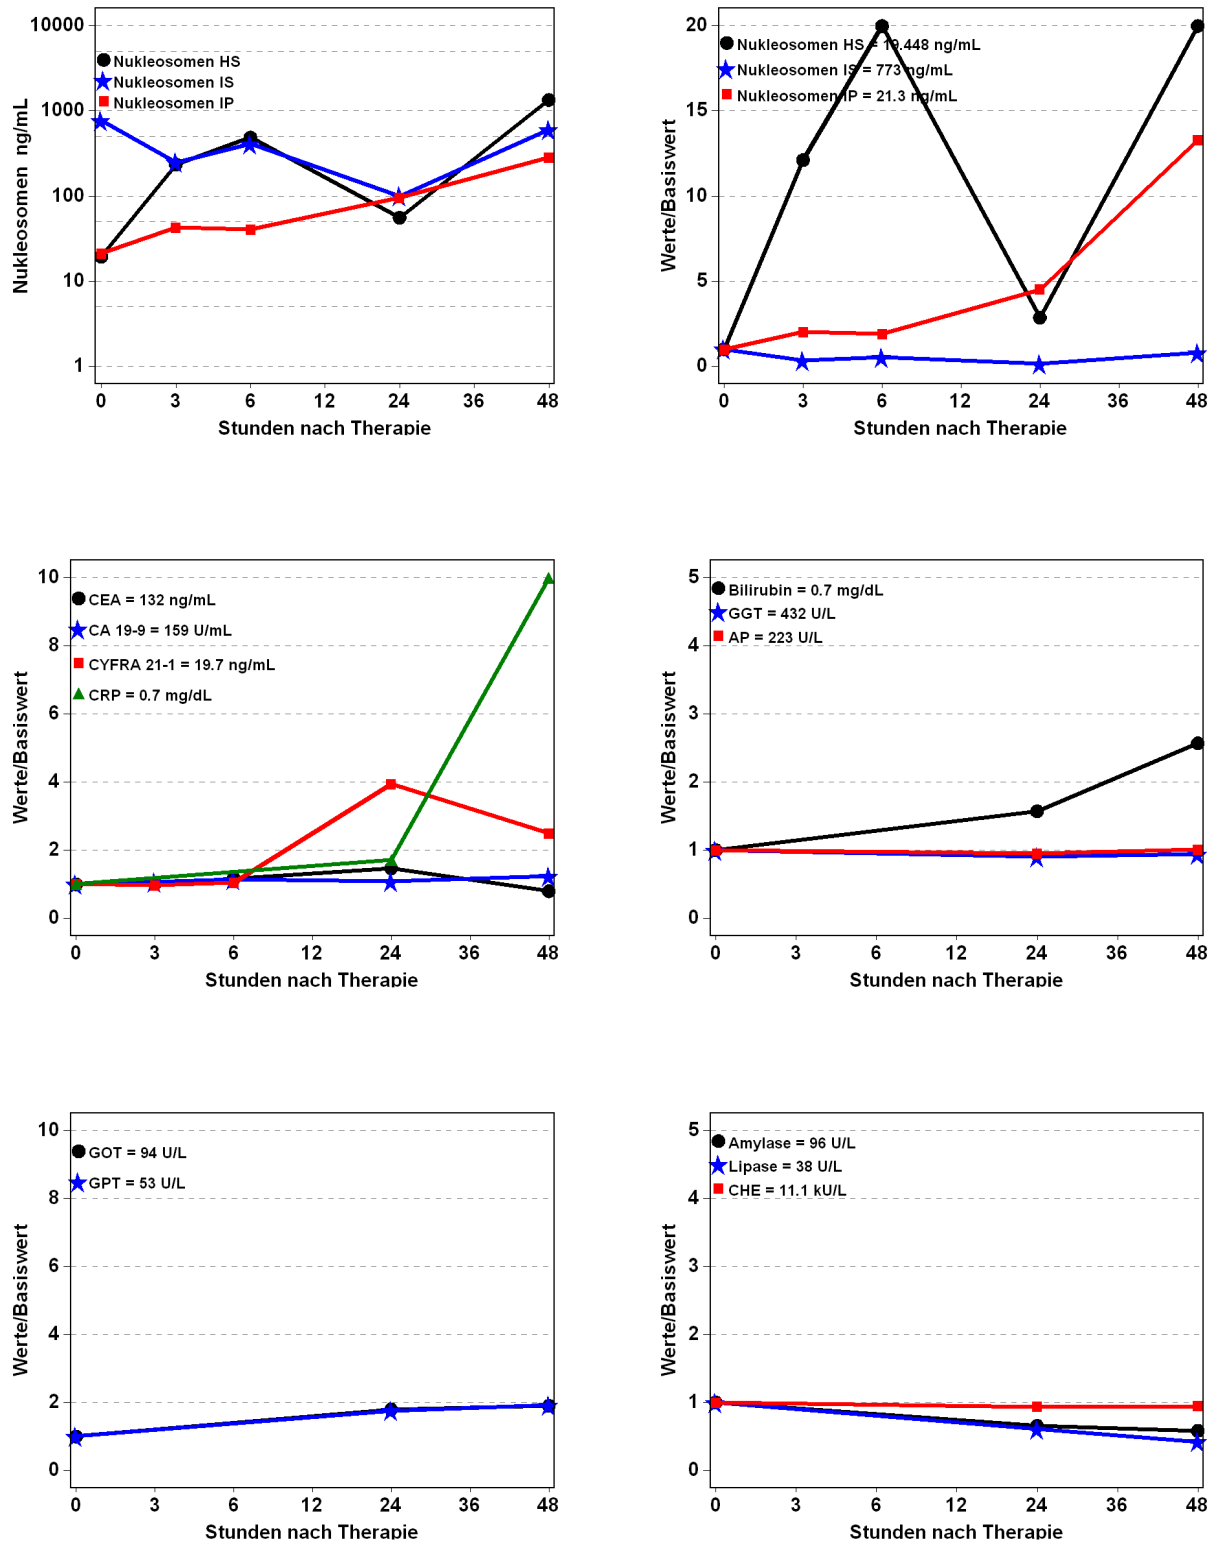 10000
1000
100
10
1
Nukleosomen ng/mL
Nukleosomen HS
Nukleosomen IS
Nukleosomen IP
0 3 6 12 24 36 48
Stunden nach Therapie
20
15
10
5
0
Werte/Basiswert
Nukleosomen HS = 19.448 ng/mL
Nukleosomen IS = 773 ng/mL
Nukleosomen IP = 21.3 ng/mL
0 3 6 12 24 36 48
Stunden nach Therapie
10
8
6
4
2
0
Werte/Basiswert
CEA = 132 ng/mL
CA 19-9 = 159 U/mL
CYFRA 21-1 = 19.7 ng/mL
CRP = 0.7 mg/dL
0 3 6 12 24 36 48
Stunden nach Therapie
5
4
3
2
1
0
Werte/Basiswert
Bilirubin = 0.7 mg/dL
GGT = 432 U/L
AP = 223 U/L
0 3 6 12 24 36 48
Stunden nach Therapie
10
8
6
4
2
0
Werte/Basiswert
GOT = 94 U/L
GPT = 53 U/L
0 3 6 12 24 36 48
Stunden nach Therapie
5
4
3
2
1
0
Werte/Basiswert
Amylase = 96 U/L
Lipase = 38 U/L
CHE = 11.1 kU/L
0 3 6 12 24 36 48
Stunden nach Therapie